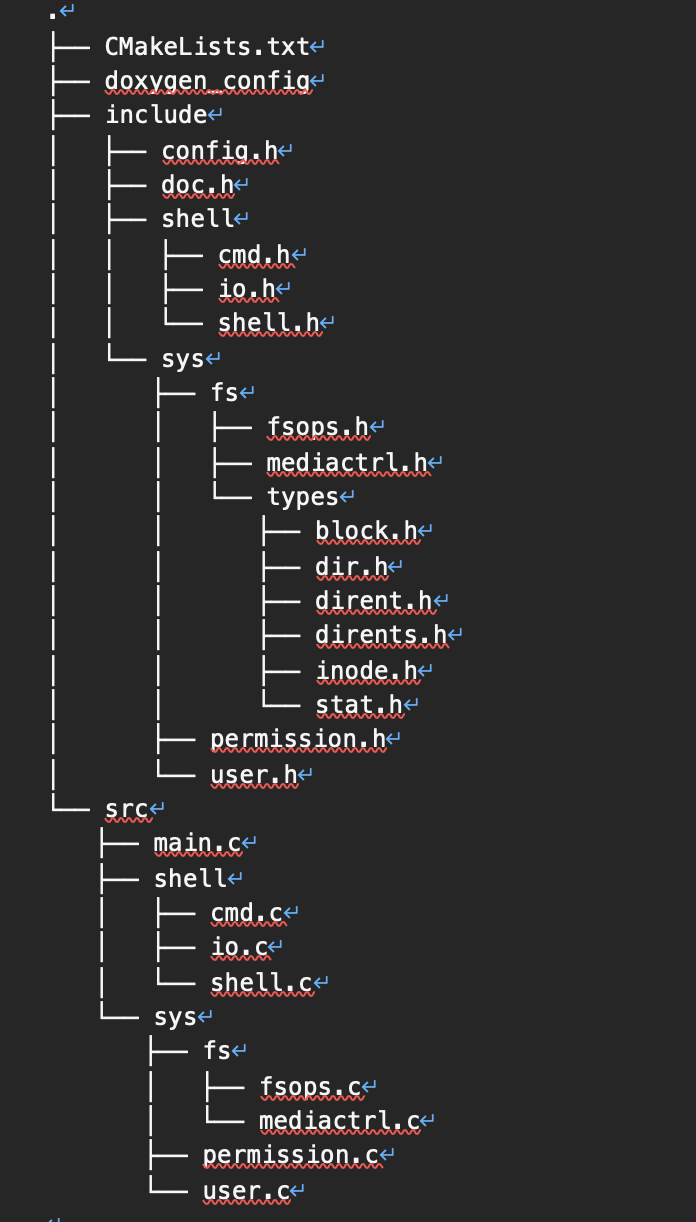 .
├── CMakeLists.txt
├── doxygen_config
├── include
│   ├── config.h
│   ├── doc.h
│   ├── shell
│   │   ├── cmd.h
│   │   ├── io.h
│   │   └── shell.h
│   └── sys
│       ├── fs
│       │   ├── fsops.h
│       │   ├── mediactrl.h
│       │   └── types
│       │       ├── block.h
│       │       ├── dir.h
│       │       ├── dirent.h
│       │       ├── dirents.h
│       │       ├── inode.h
│       │       └── stat.h
│       ├── permission.h
│       └── user.h
└── src
    ├── main.c
    ├── shell
    │   ├── cmd.c
    │   ├── io.c
    │   └── shell.c
    └── sys
        ├── fs
        │   ├── fsops.c
        │   └── mediactrl.c
        ├── permission.c
        └── user.c